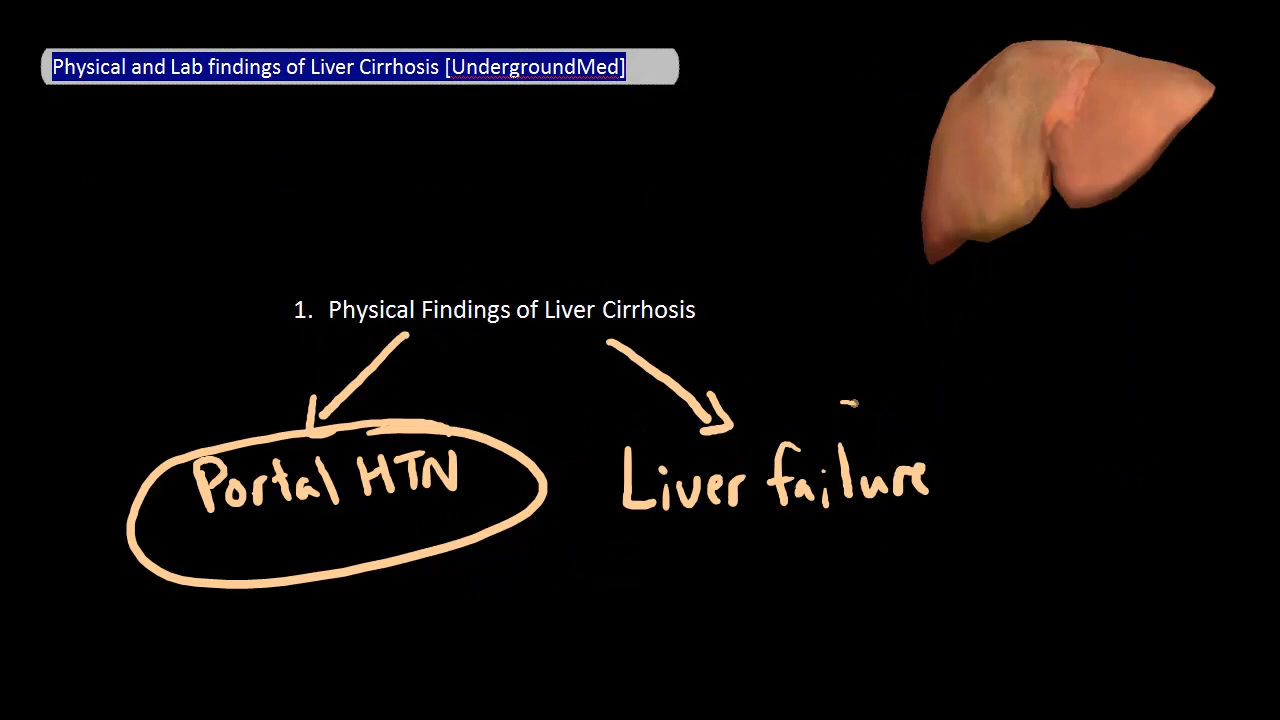 Physical and Lab findings of Liver Cirrhosis [UndergroundMed]
1. Physical Findings of Liver Cirrhosis
Portal HTN
Liver failure